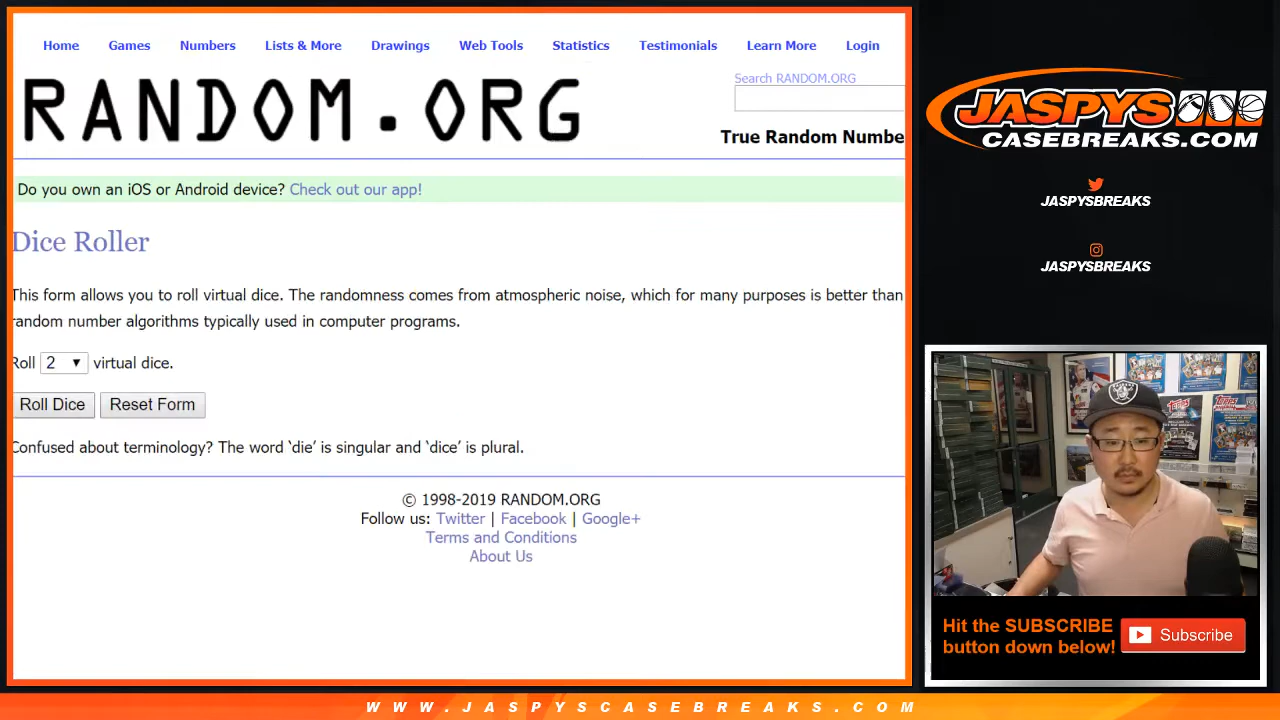 Home Games Numbers Lists & More Drawings Web Tools Statistics Testimonials Learn More Login
RANDOM.ORG
Search RANDOM.ORG
True Random Numbe
Do you own an iOS or Android device? Check out our app!
Dice Roller
This form allows you to roll virtual dice. The randomness comes from atmospheric noise, which for many purposes is better than
random number algorithms typically used in computer programs.
Roll 2 virtual dice.
Roll Dice Reset Form
Confused about terminology? The word ‘die’ is singular and ‘dice’ is plural.
© 1998-2019 RANDOM.ORG
Follow us: Twitter | Facebook | Google+
Terms and Conditions
About Us
JASPYS
CASEBREAKS.COM
JASPYSBREAKS
JASPYSBREAKS
Topps
Hit the SUBSCRIBE
button down below!
Subscribe
WWW.JASPYSCASEBREAKS.COM